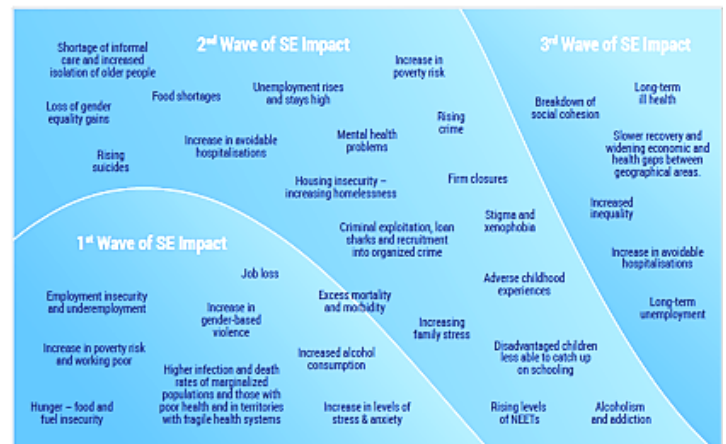 2nd Wave of SE Impact
Shortage of informal
care and increased
isolation of older people
Increase in
poverty risk
Unemployment rises
and stays high
Food shortages
Loss of gender
equality gains
Rising
crime
Mental health
problems
Increase in avoidable
hospitalisations
Rising
suicides
Housing insecurity –
increasing homelessness
Firm closures
Stigma and
xenophobia
Criminal exploitation, loan
sharks and recruitment
into organized crime
Adverse childhood
experiences
Increasing
family stress
Disadvantaged children
less able to catch up
on schooling
Rising levels
of NEETs
Alcoholism
and addiction
1st Wave of SE Impact
Job loss
Employment insecurity
and underemployment
Increase in
gender-based
violence
Excess mortality
and morbidity
Increase in poverty risk
and working poor
Higher infection and death
rates of marginalized
populations and those with
poor health and in territories
with fragile health systems
Increased alcohol
consumption
Hunger – food and
fuel insecurity
Increase in levels of
stress & anxiety
3rd Wave of SE Impact
Long-term
ill health
Breakdown of
social cohesion
Slower recovery and
widening economic and
health gaps between
geographical areas.
Increased
inequality
Increase in avoidable
hospitalisations
Long-term
unemployment